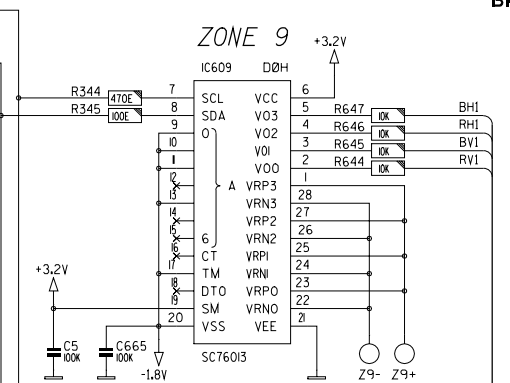 BH
ZONE 9
+3.2V
IC609 DØH
R344 470E 7 SCL VCC 6
R345 100E 8 SDA VO3 5 R647 10K BH1
9 0 VO2 4 R646 10K RH1
10 VO1 3 R645 10K BV1
11 VO0 2 R644 10K RV1
12 A VRP3 1
13 VRN3 28
14 VRP2 27
15 6 VRN2 26
16 CT VRP1 25
17 TM VRN1 24
18 DTO VRP0 23
+3.2V
19 SM VRN0 22
20 VSS VEE 21
C5 100K C665 100K
-1.8V SC76013 Z9- Z9+